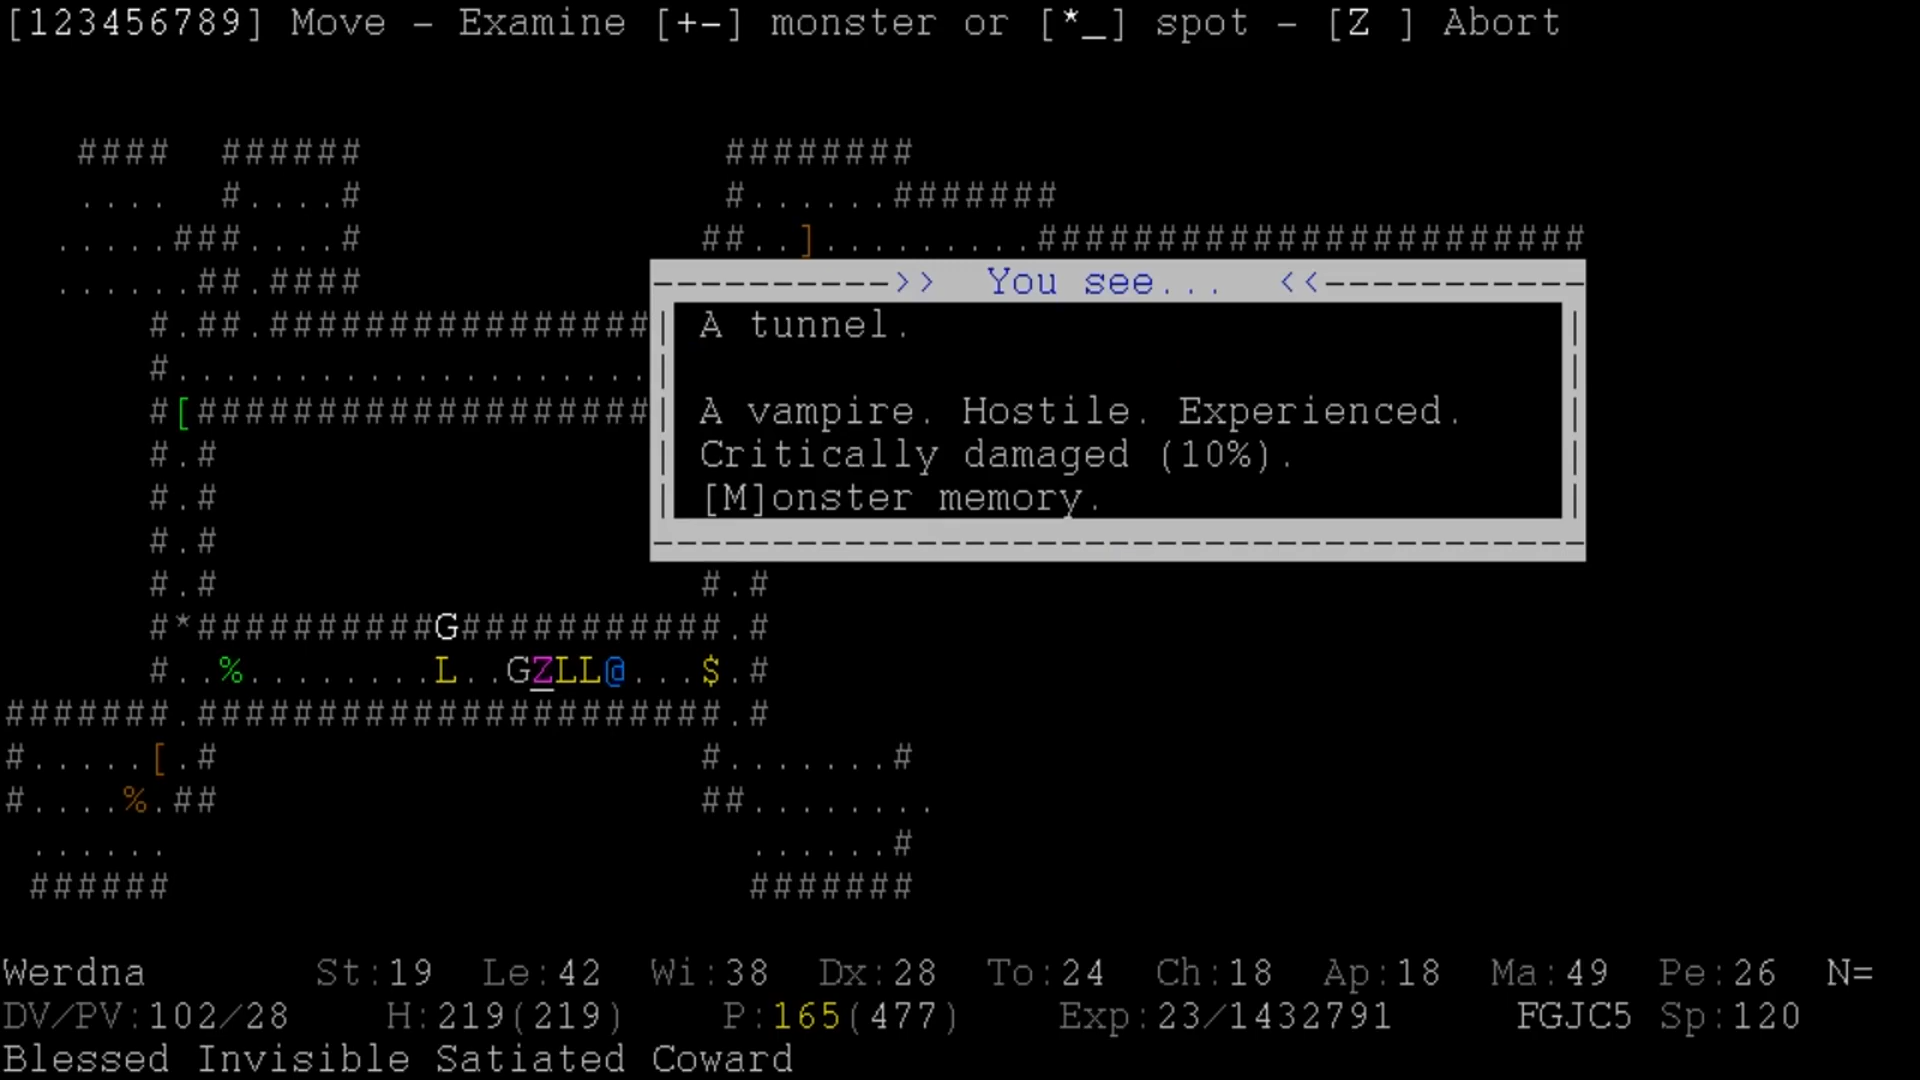 [123456789] Move - Examine [+-] monster or [*_] spot - [Z ] Abort
   ####  ######               ########
   ....  #....#               #......#######
  .....###....#              ##..].........#######################
  ......##.####
      #.##.################
      #....................
      #[###################
      #.#
      #.#
      #.#
      #.#                    #.#
      #*##########G###########.#
      #..%........L..GZLL@...$.#
#######.######################.#
#.....[.#                    #.......#
#....%.##                    ##........
 ......                        ......#
 ######                        #######
---------->>  You see...  <<-----------
A tunnel.
A vampire. Hostile. Experienced.
Critically damaged (10%).
[M]onster memory.
Werdna       St:19  Le:42  Wi:38  Dx:28  To:24  Ch:18  Ap:18  Ma:49  Pe:26  N=
DV/PV:102/28    H:219(219)    P:165(477)    Exp:23/1432791     FGJC5 Sp:120
Blessed Invisible Satiated Coward